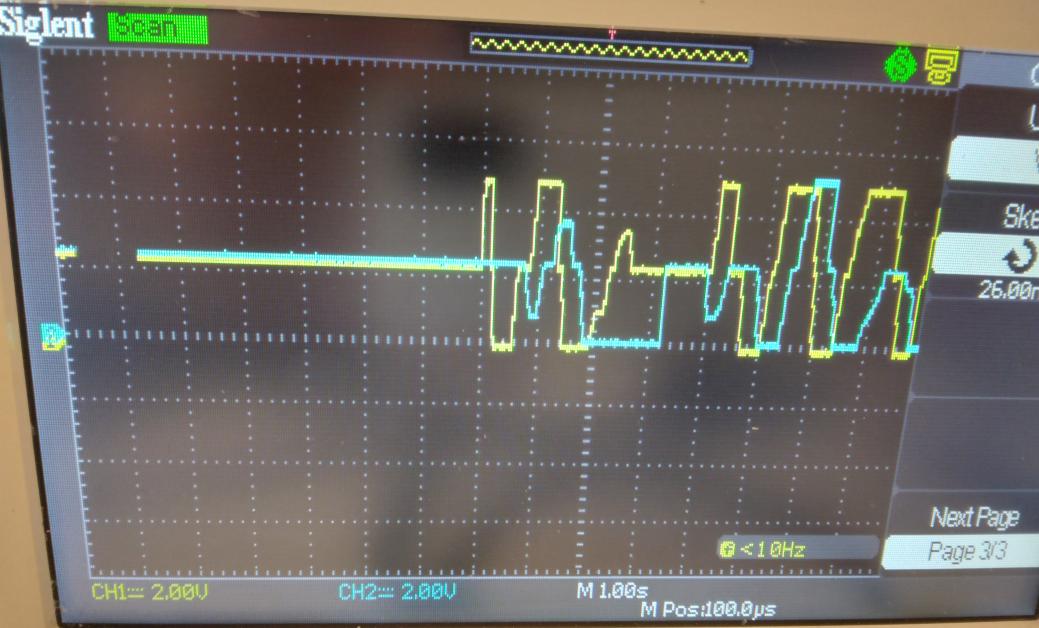 Siglent Scan
T
S
Ske
26.00n
2
<10Hz
Next Page
Page 3/3
CH1 2.00V CH2 2.00V M 1.00s
M Pos:100.0µs